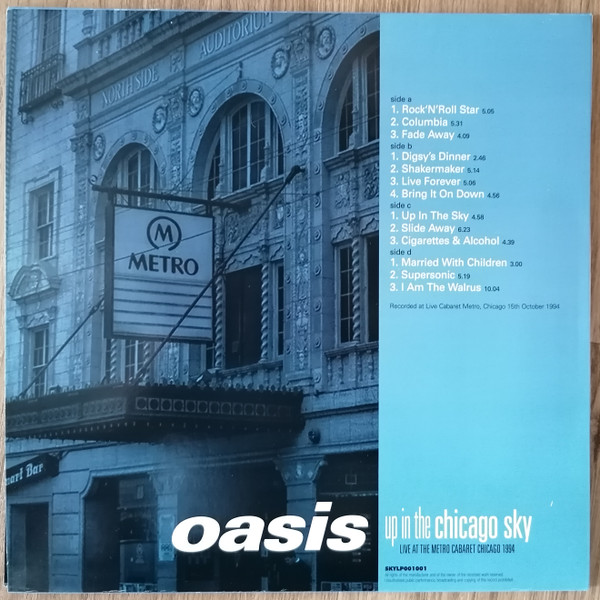 NORTH SIDE AUDITORIUM
M
METRO
side a
1. Rock'N'Roll Star 5.05
2. Columbia 5.31
3. Fade Away 4.09
side b
1. Digsy's Dinner 2.46
2. Shakermaker 5.14
3. Live Forever 5.06
4. Bring It On Down 4.56
side c
1. Up In The Sky 4.58
2. Slide Away 6.23
3. Cigarettes & Alcohol 4.39
side d
1. Married With Children 3.00
2. Supersonic 5.19
3. I Am The Walrus 10.04
Recorded at Live Cabaret Metro, Chicago 15th October 1994
Bar
oasis up in the chicago sky
LIVE AT THE METRO CABARET CHICAGO 1994
SKYLP001001